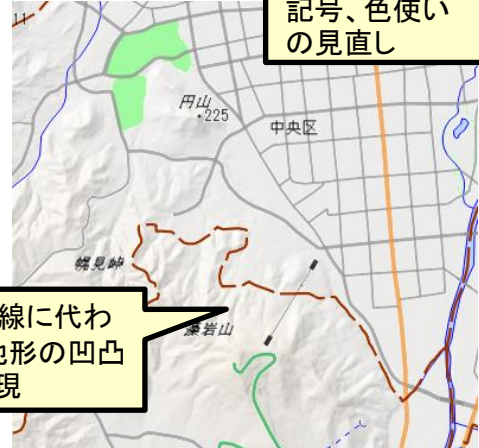 記号、色使い
の見直し
円山
・225
中央区
幌見峠
線に代わ
地形の凹凸
現
藻岩山